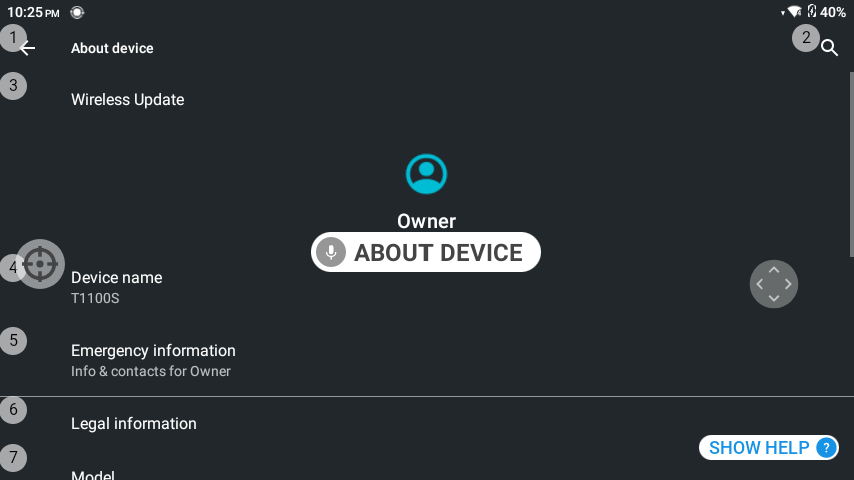 10:25 PM 40%
1 About device 2
3 Wireless Update
Owner
ABOUT DEVICE
4 Device name
T1100S
5 Emergency information
Info & contacts for Owner
6 Legal information
SHOW HELP ?
7 Model